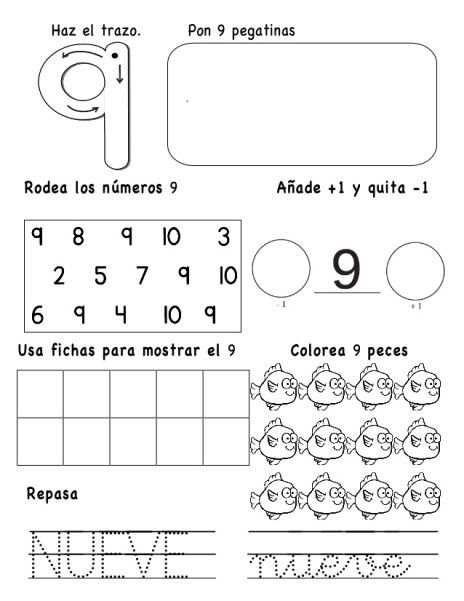 Haz el trazo.
Pon 9 pegatinas
9
Rodea los números 9
Añade +1 y quita -1
9 8 9 10 3
2 5 7 9 10
6 9 4 10 9
9
- 1
+ 1
Usa fichas para mostrar el 9
Colorea 9 peces
Repasa
NUEVE
nueve